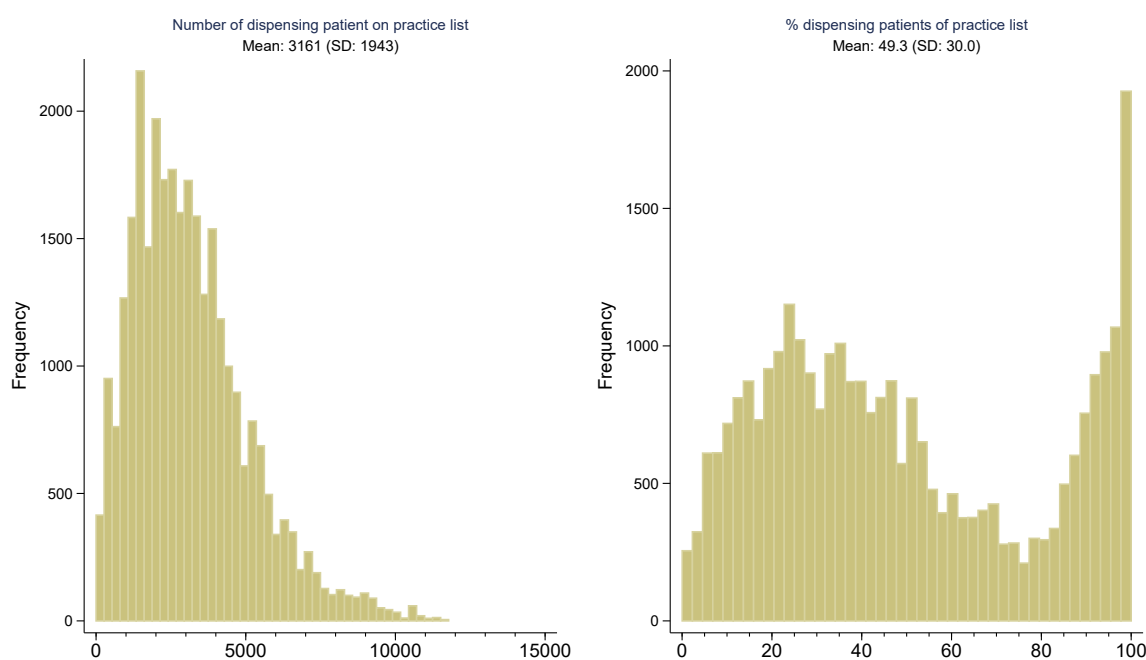 Number of dispensing patient on practice list
Mean: 3161 (SD: 1943)
Frequency
2000
1500
1000
500
0
0 5000 10000 15000
% dispensing patients of practice list
Mean: 49.3 (SD: 30.0)
Frequency
2000
1500
1000
500
0
0 20 40 60 80 100